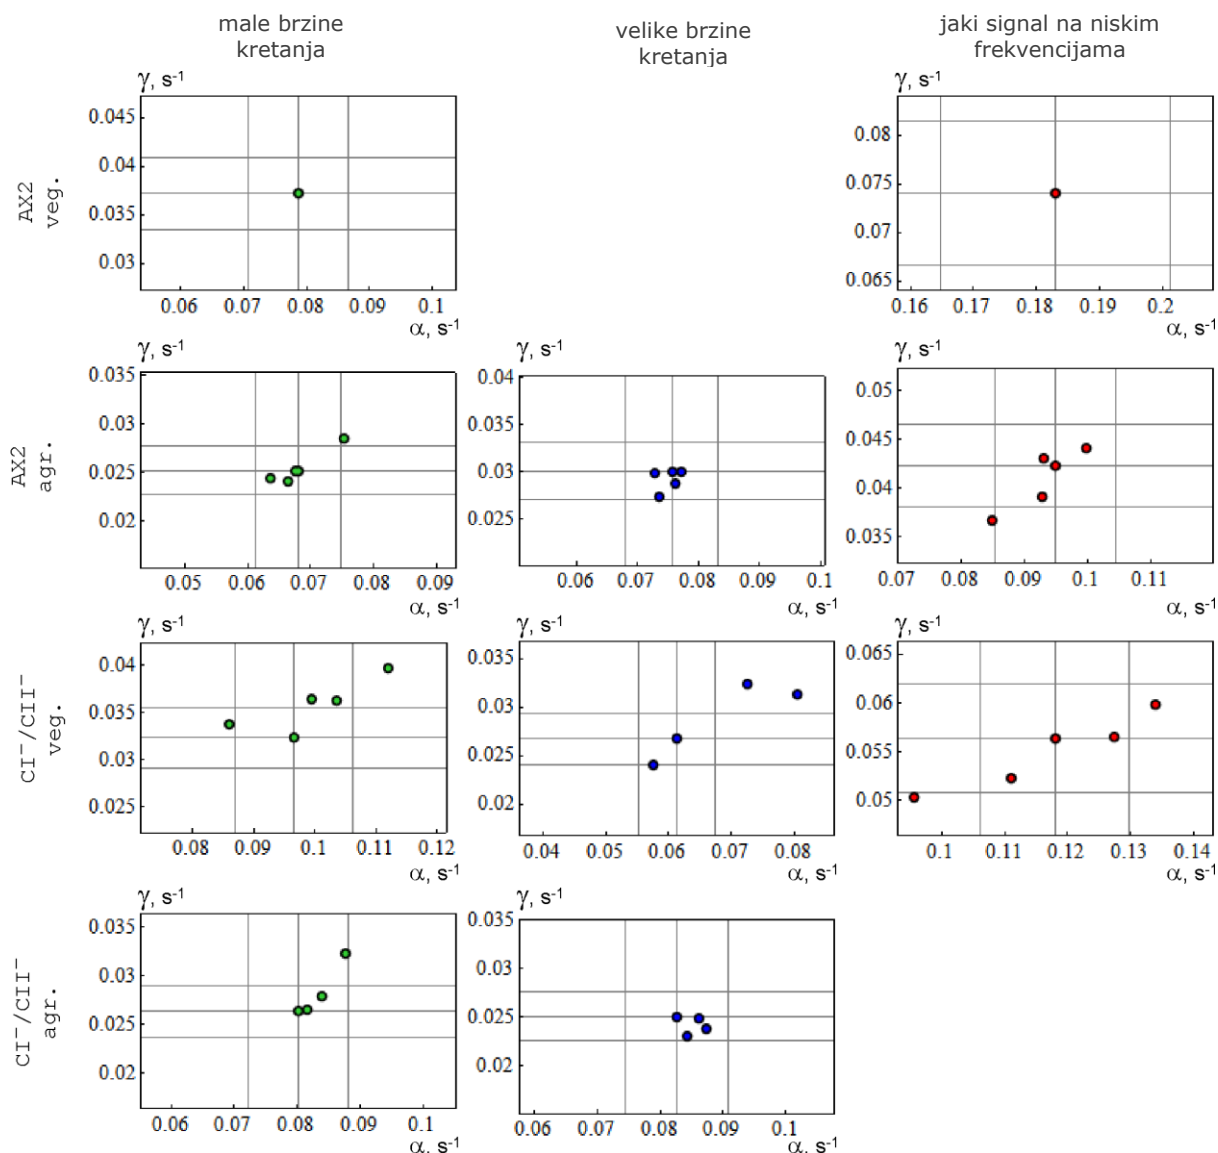 male brzine
kretanja
velike brzine
kretanja
jaki signal na niskim
frekvencijama
γ, s⁻¹
0.045
0.04
0.035
0.03
0.06 0.07 0.08 0.09 0.1
α, s⁻¹
AX2
veg.
0.08
0.075
0.07
0.065
0.16 0.17 0.18 0.19 0.2
α, s⁻¹
γ, s⁻¹
0.035
0.03
0.025
0.02
0.05 0.06 0.07 0.08 0.09
α, s⁻¹
AX2
agr.
γ, s⁻¹
0.04
0.035
0.03
0.025
0.06 0.07 0.08 0.09 0.1
α, s⁻¹
γ, s⁻¹
0.05
0.045
0.04
0.035
0.07 0.08 0.09 0.1 0.11
α, s⁻¹
γ, s⁻¹
0.04
0.035
0.03
0.025
0.08 0.09 0.1 0.11 0.12
α, s⁻¹
CI⁻/CII⁻
veg.
γ, s⁻¹
0.035
0.03
0.025
0.02
0.04 0.05 0.06 0.07 0.08
α, s⁻¹
γ, s⁻¹
0.065
0.06
0.055
0.05
0.1 0.11 0.12 0.13 0.14
α, s⁻¹
γ, s⁻¹
0.035
0.03
0.025
0.02
0.06 0.07 0.08 0.09 0.1
α, s⁻¹
CI⁻/CII⁻
agr.
0.035
0.03
0.025
0.02
0.06 0.07 0.08 0.09 0.1
α, s⁻¹